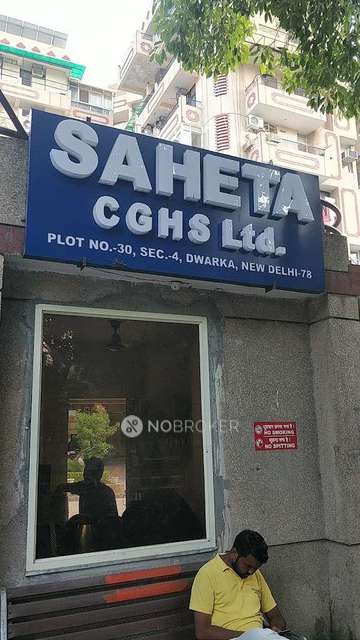 SAHETA
CGHS Ltd.
PLOT NO.-30, SEC.-4, DWARKA, NEW DELHI-78
NOBROKER
NO SMOKING
NO SPITTING